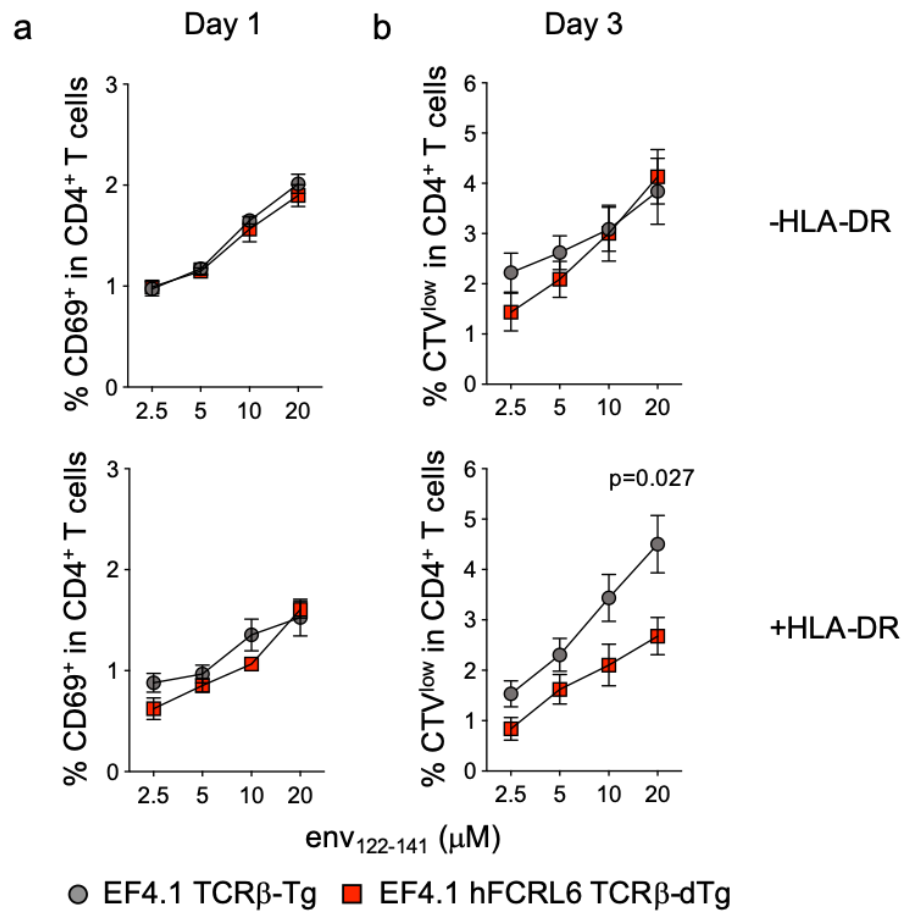 a Day 1
b Day 3
% CD69⁺ in CD4⁺ T cells
3
2
1
0
2.5 5 10 20
% CTV^low in CD4⁺ T cells
6
5
4
3
2
1
0
2.5 5 10 20
-HLA-DR
% CD69⁺ in CD4⁺ T cells
3
2
1
0
2.5 5 10 20
% CTV^low in CD4⁺ T cells
6
5
4
3
2
1
0
2.5 5 10 20
p=0.027
+HLA-DR
env₁₂₂₋₁₄₁ (μM)
EF4.1 TCRβ-Tg EF4.1 hFCRL6 TCRβ-dTg